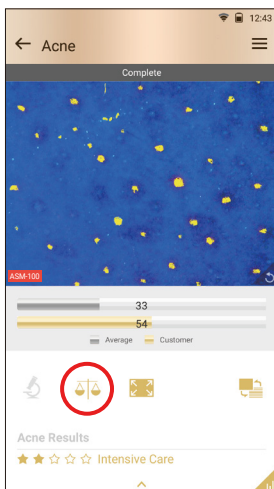 12:43
Acne
Complete
ASM-100
33
54
Average Customer
Acne Results
Intensive Care